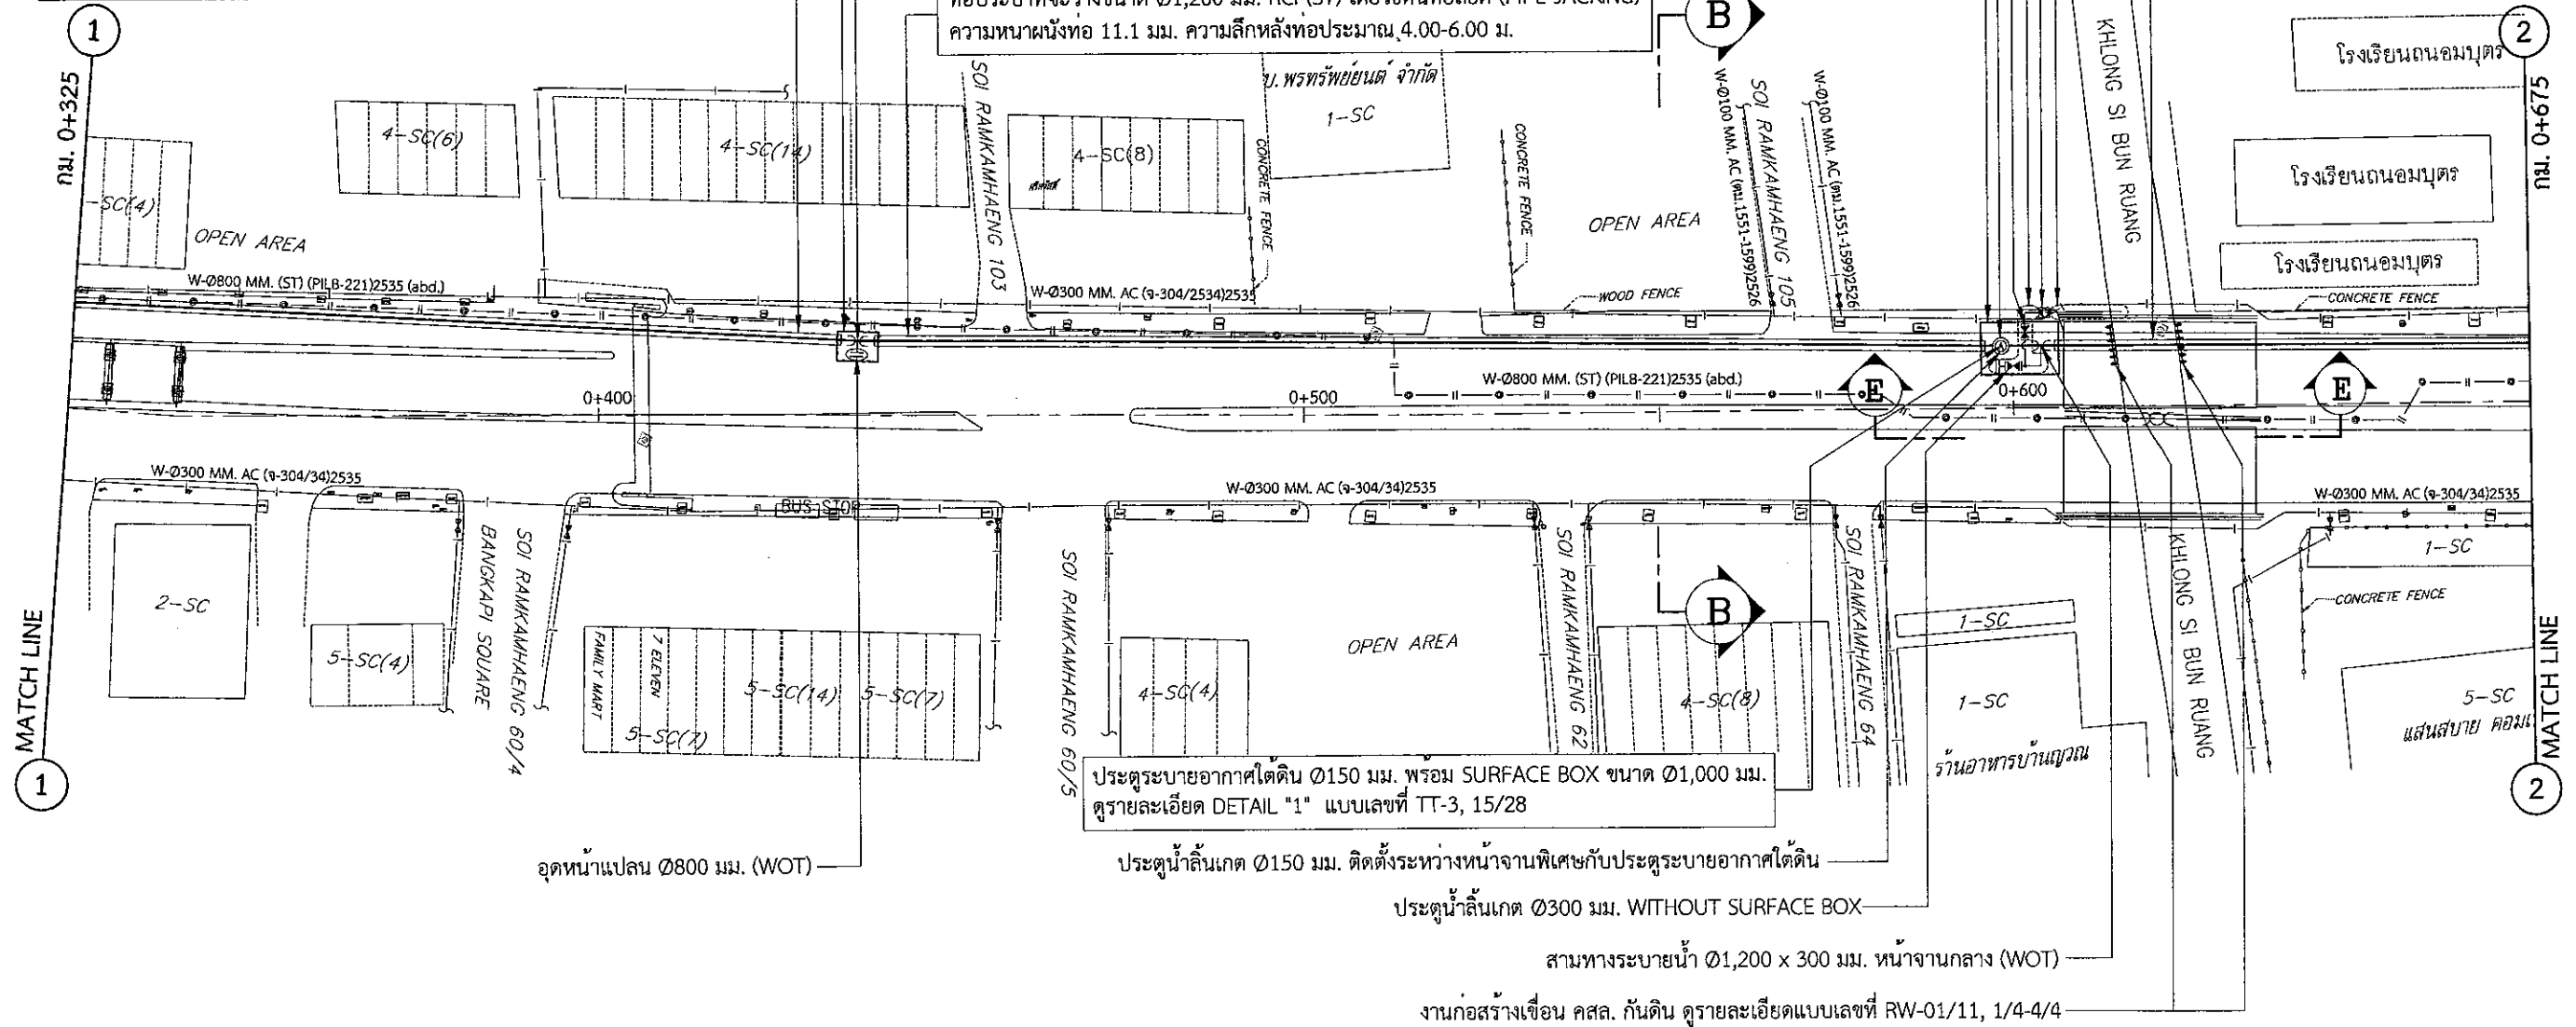 ความหนาผนังท่อ 11.1 มม. ความลึกหลังท่อประมาณ 4.00-6.00 ม.
B
1
2
กม. 0+325
กม. 0+675
KHLONG SI BUN RUANG
โรงเรียนถนอมบุตร
โรงเรียนถนอมบุตร
โรงเรียนถนอมบุตร
-SC(4)
4-SC(6)
4-SC(14)
SOI RAMKAMHAENG 103
4-SC(8)
บ.พรทรัพย์ยนต์ จำกัด
1-SC
CONCRETE FENCE
CONCRETE FENCE
W-Ø100 MM. AC (ตม.1551-1599)2526
SOI RAMKAMHAENG 105
W-Ø100 MM. AC (ตม.1551-1599)2526
OPEN AREA
OPEN AREA
W-Ø800 MM. (ST) (PILB-221)2535 (abd.)
W-Ø300 MM. AC (จ-304/2534)2535
WOOD FENCE
CONCRETE FENCE
W-Ø800 MM. (ST) (PILB-221)2535 (abd.)
E
E
0+400
0+500
0+600
W-Ø300 MM. AC (จ-304/34)2535
W-Ø300 MM. AC (จ-304/34)2535
W-Ø300 MM. AC (จ-304/34)2535
BUS STOP
2-SC
5-SC(4)
BANGKAPI SQUARE
SOI RAMKAMHAENG 60/4
FAMILY MART
7 ELEVEN
5-SC(7)
5-SC(14)
5-SC(7)
SOI RAMKAMHAENG 60/5
4-SC(4)
OPEN AREA
SOI RAMKAMHAENG 62
B
4-SC(8)
SOI RAMKAMHAENG 64
1-SC
1-SC
ร้านอาหารบ้านญวณ
KHLONG SI BUN RUANG
1-SC
CONCRETE FENCE
5-SC
แสนสบาย
MATCH LINE
1
MATCH LINE
2
ประตูระบายอากาศใต้ดิน Ø150 มม. พร้อม SURFACE BOX ขนาด Ø1,000 มม.
ดูรายละเอียด DETAIL "1" แบบเลขที่ TT-3, 15/28
อุดหน้าแปลน Ø800 มม. (WOT)
ประตูน้ำลิ้นเกต Ø150 มม. ติดตั้งระหว่างหน้าจานพิเศษกับประตูระบายอากาศใต้ดิน
ประตูน้ำลิ้นเกต Ø300 มม. WITHOUT SURFACE BOX
สามทางระบายน้ำ Ø1,200 x 300 มม. หน้าจานกลาง (WOT)
งานก่อสร้างเขื่อน คสล. กันดิน ดูรายละเอียดแบบเลขที่ RW-01/11, 1/4-4/4